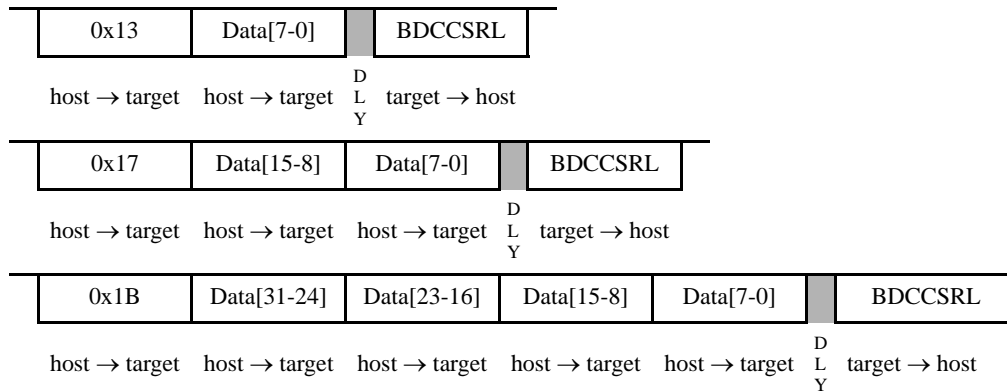 0x13 Data[7-0] BDCCSRL
host → target host → target D L Y target → host
0x17 Data[15-8] Data[7-0] BDCCSRL
host → target host → target host → target D L Y target → host
0x1B Data[31-24] Data[23-16] Data[15-8] Data[7-0] BDCCSRL
host → target host → target host → target host → target host → target D L Y target → host